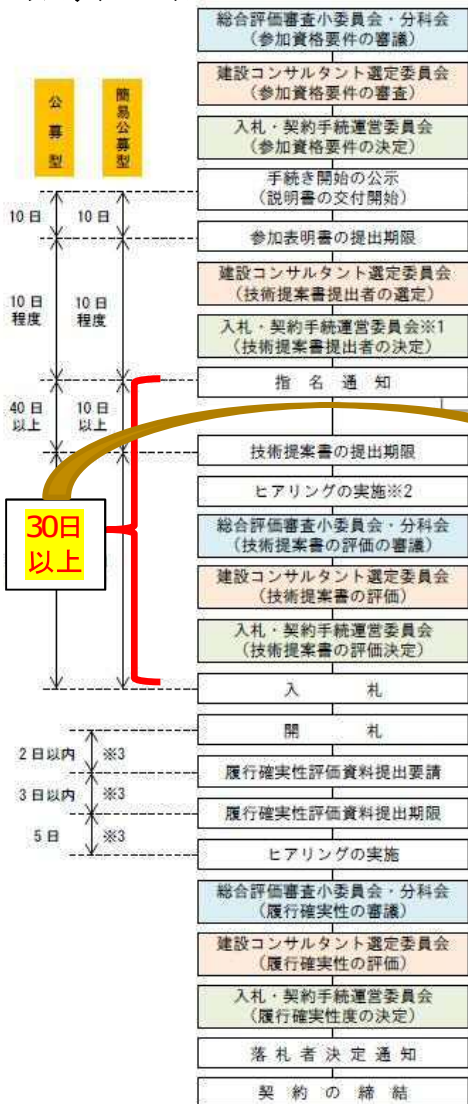 総合評価審査小委員会・分科会
(参加資格要件の審議)
建設コンサルタント選定委員会
(参加資格要件の審査)
公募型
簡易公募型
入札・契約手続運営委員会
(参加資格要件の決定)
手続き開始の公示
(説明書の交付開始)
10日
10日
参加表明書の提出期限
建設コンサルタント選定委員会
(技術提案書提出者の選定)
10日
程度
10日
程度
入札・契約手続運営委員会※1
(技術提案書提出者の決定)
指名通知
40日
以上
10日
以上
技術提案書の提出期限
ヒアリングの実施※2
30日
以上
総合評価審査小委員会・分科会
(技術提案書の評価の審議)
建設コンサルタント選定委員会
(技術提案書の評価)
入札・契約手続運営委員会
(技術提案書の評価決定)
入札
開札
2日以内
※3
履行確実性評価資料提出要請
3日以内
※3
履行確実性評価資料提出期限
5日
※3
ヒアリングの実施
総合評価審査小委員会・分科会
(履行確実性の審議)
建設コンサルタント選定委員会
(履行確実性の評価)
入札・契約手続運営委員会
(履行確実性度の決定)
落札者決定通知
契約の締結